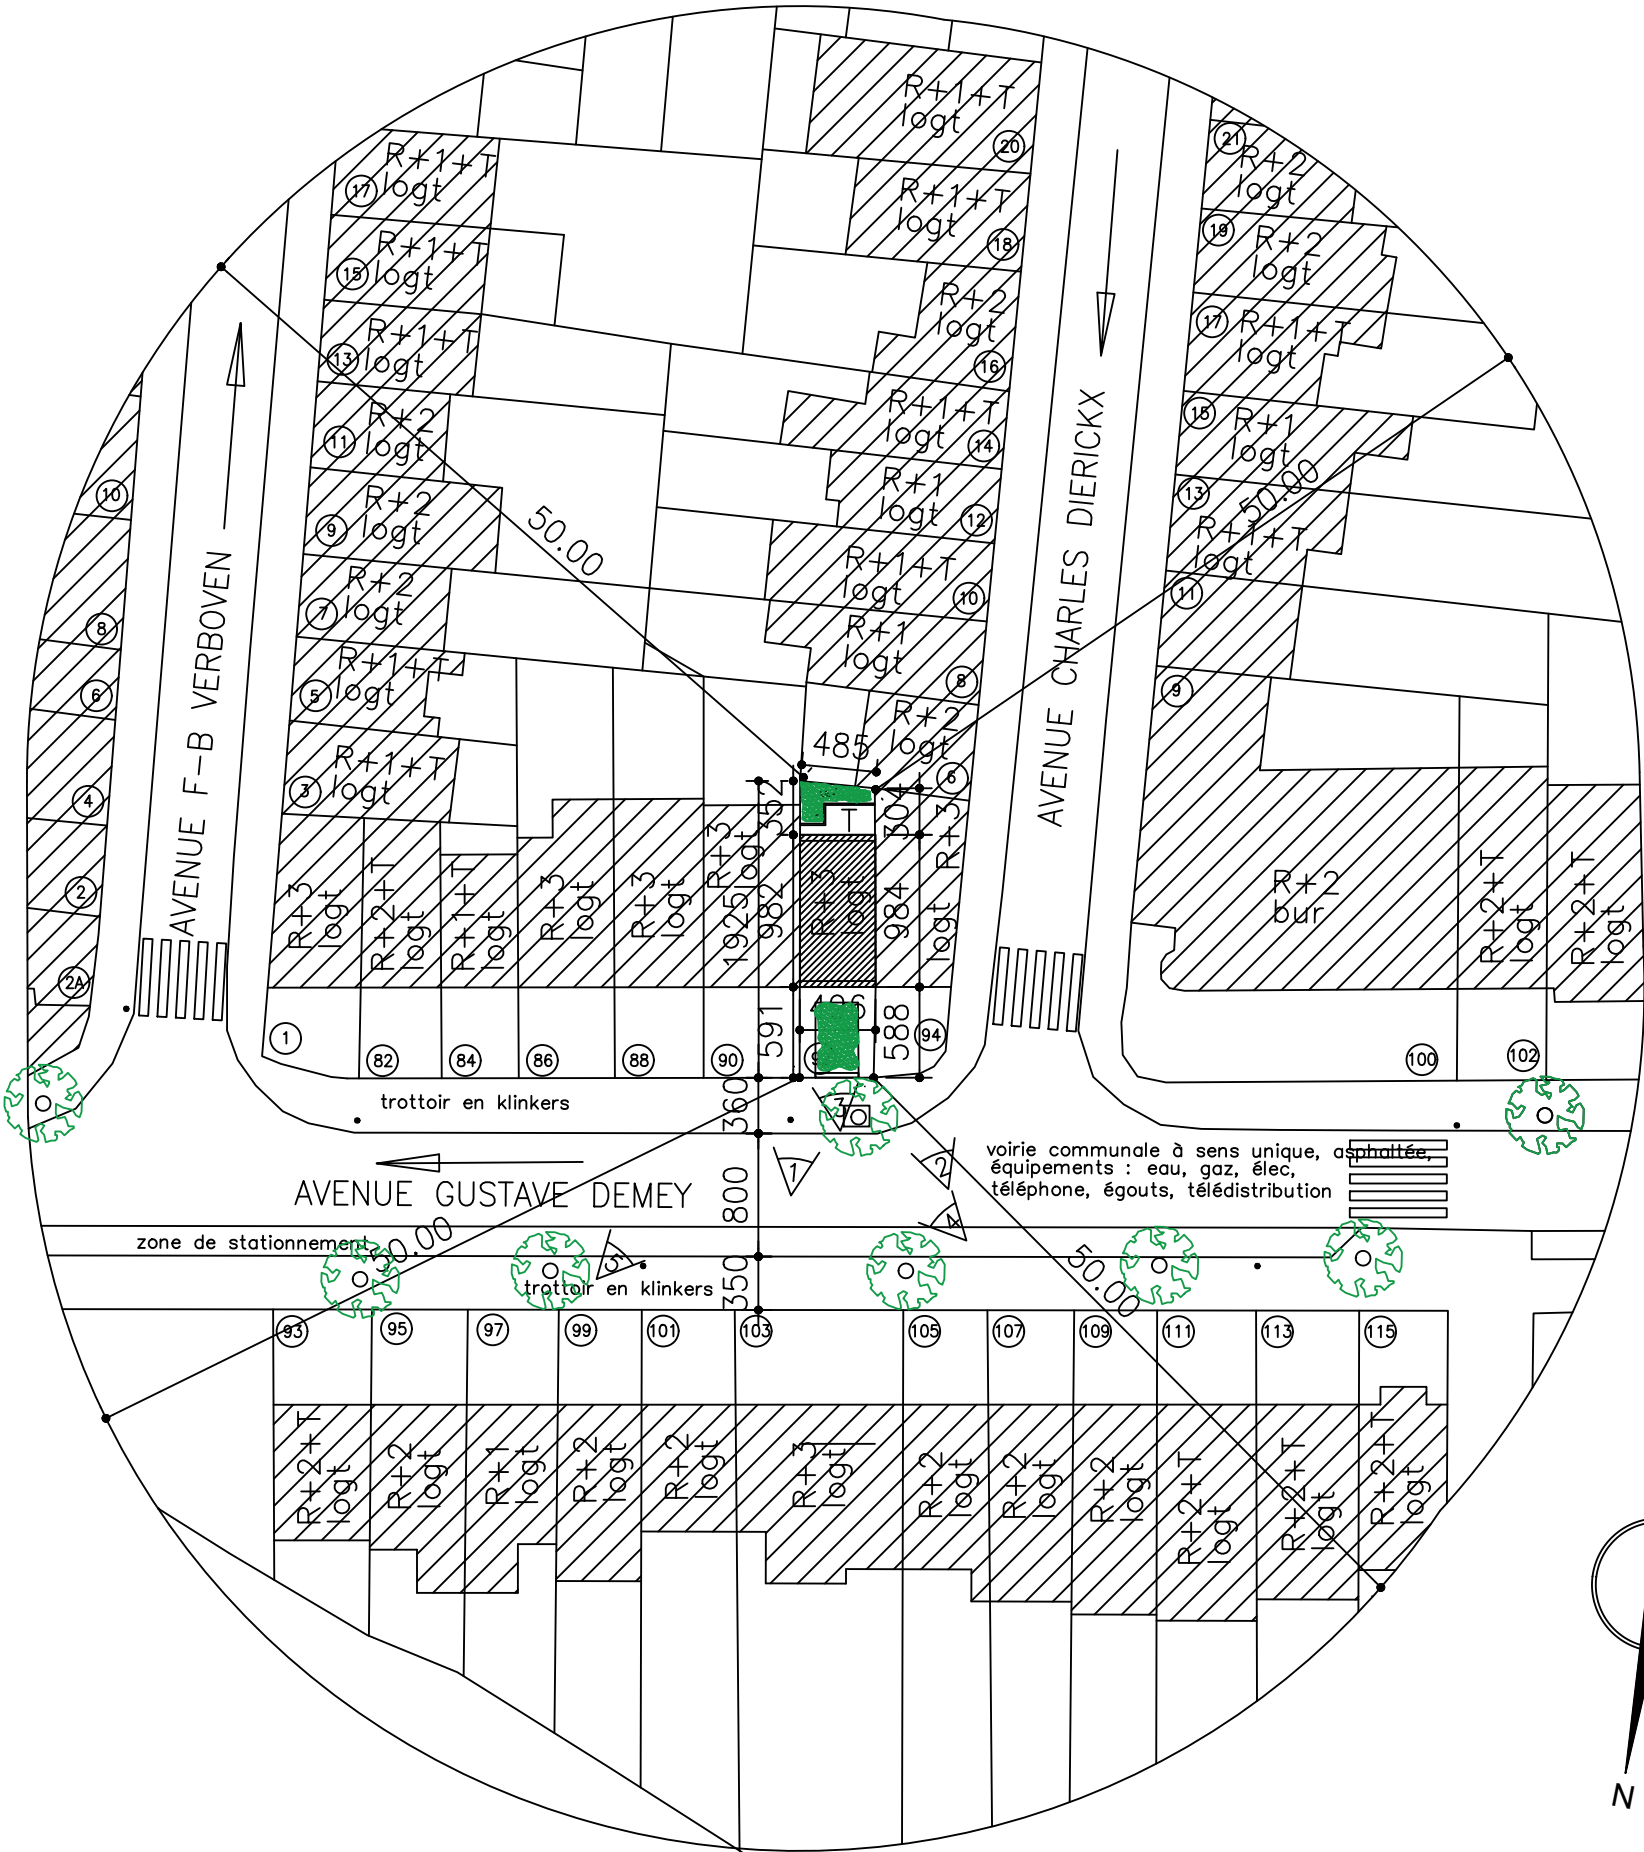 R+1+T
logt
20
R+1+T
logt
18
R+2
logt
16
R+1+T
logt
14
R+1
logt
12
R+1+T
logt
10
R+1
logt
8
R+2
logt
6
21
R+2
logt
19
R+2
logt
17
R+1+T
logt
15
R+1
logt
13
R+1+T
logt
11
9
17
R+1+T
logt
15
R+1+T
logt
13
R+1+T
logt
11
R+2
logt
9
R+2
logt
7
R+2
logt
5
R+1+T
logt
3
R+1+T
logt
10
8
6
4
2
2A
AVENUE F-B VERBOVEN
AVENUE CHARLES DIERICKX
50.00
50.00
485
352
304
T
R+3
logt
R+2+T
logt
R+1+T
logt
R+3
logt
R+3
logt
R+3
logt
1925
982
R+3
logt
984
R+3
logt
R+2
bur
R+2+T
logt
R+2+T
logt
591
588
1
82
84
86
88
90
94
100
102
trottoir en klinkers
360
3
1
2
4
5
voirie communale à sens unique, asphaltée,
équipements : eau, gaz, élec,
téléphone, égouts, télédistribution
AVENUE GUSTAVE DEMEY
800
zone de stationnement
50.00
50.00
trottoir en klinkers
350
93
95
97
99
101
103
105
107
109
111
113
115
R+2+T
logt
R+2
logt
R+1
logt
R+2
logt
R+2
logt
R+3
logt
R+2
logt
R+2
logt
R+2
logt
R+2+T
logt
R+2+T
logt
R+2+T
logt
N